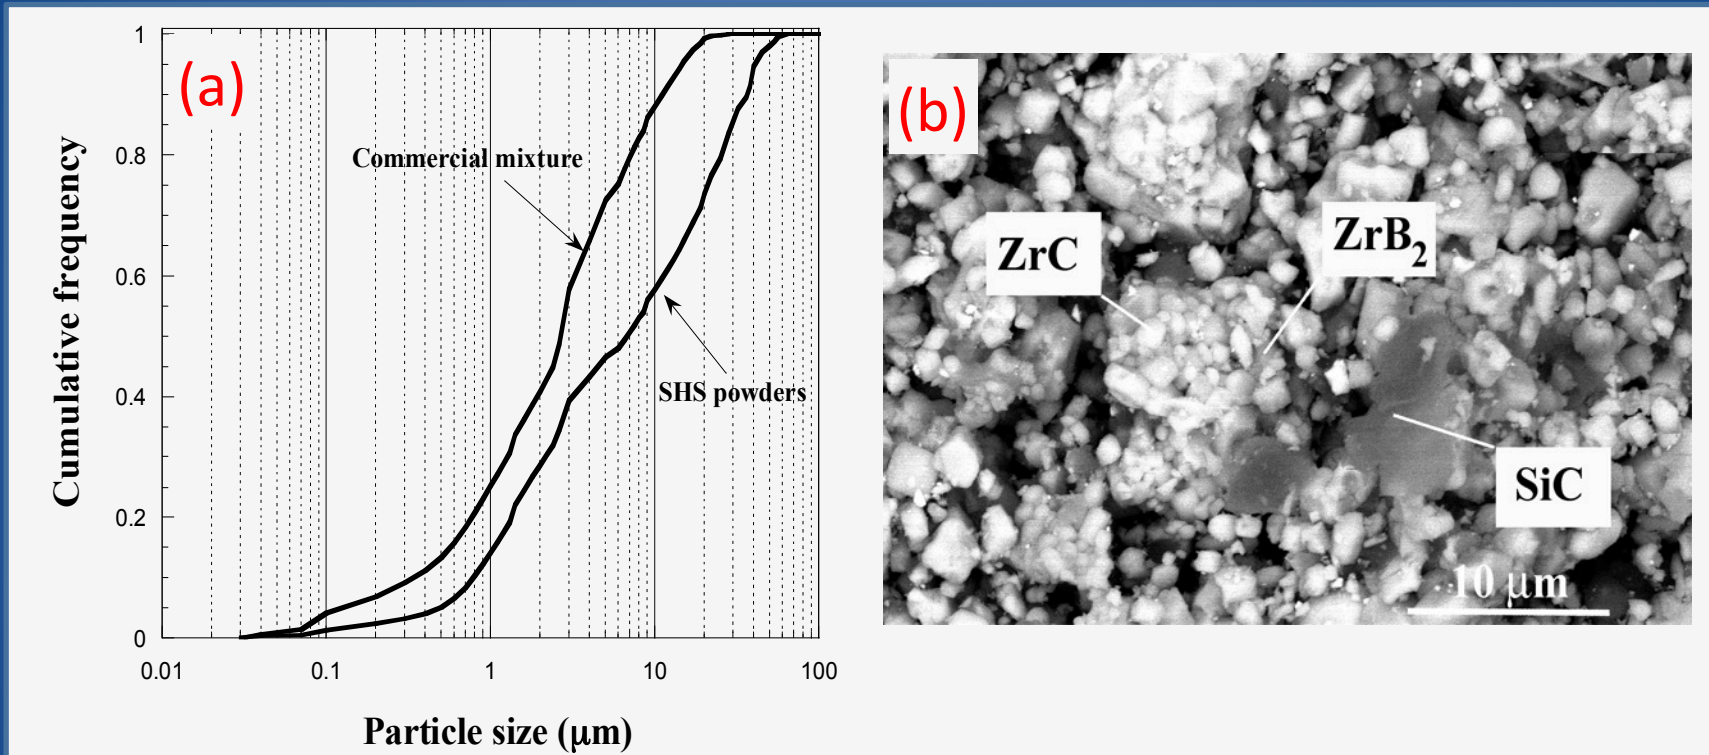 (a)
Cumulative frequency
1
0.8
0.6
0.4
0.2
0
Commercial mixture
SHS powders
0.01 0.1 1 10 100
Particle size (μm)
(b)
ZrC
ZrB₂
SiC
10 μm